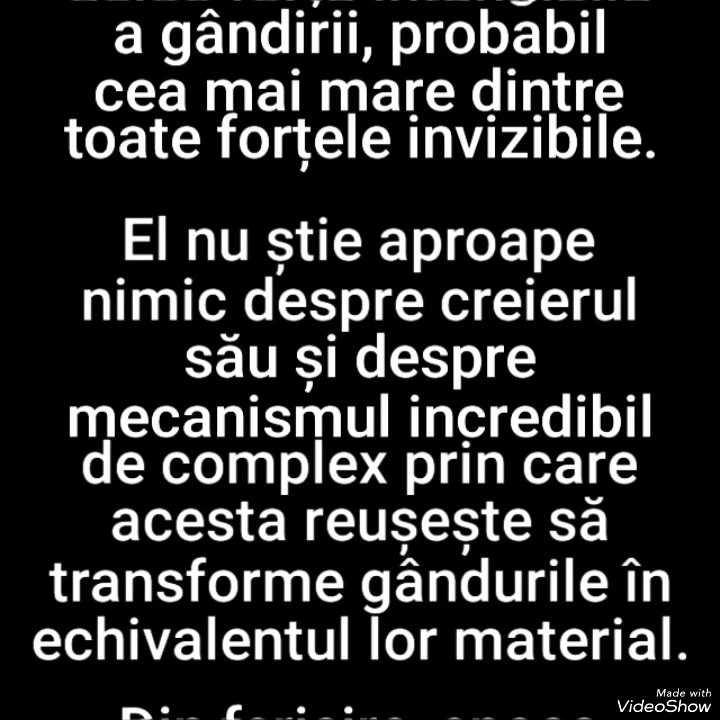 a gândirii, probabil
cea mai mare dintre
toate forțele invizibile.
El nu știe aproape
nimic despre creierul
său și despre
mecanismul incredibil
de complex prin care
acesta reușește să
transforme gândurile în
echivalentul lor material.
Made with
VideoShow